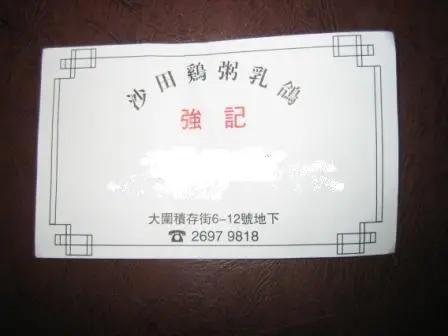 沙田鷄粥乳鴿
強記
大圍積存街6-12號地下
☎ 2697 9818